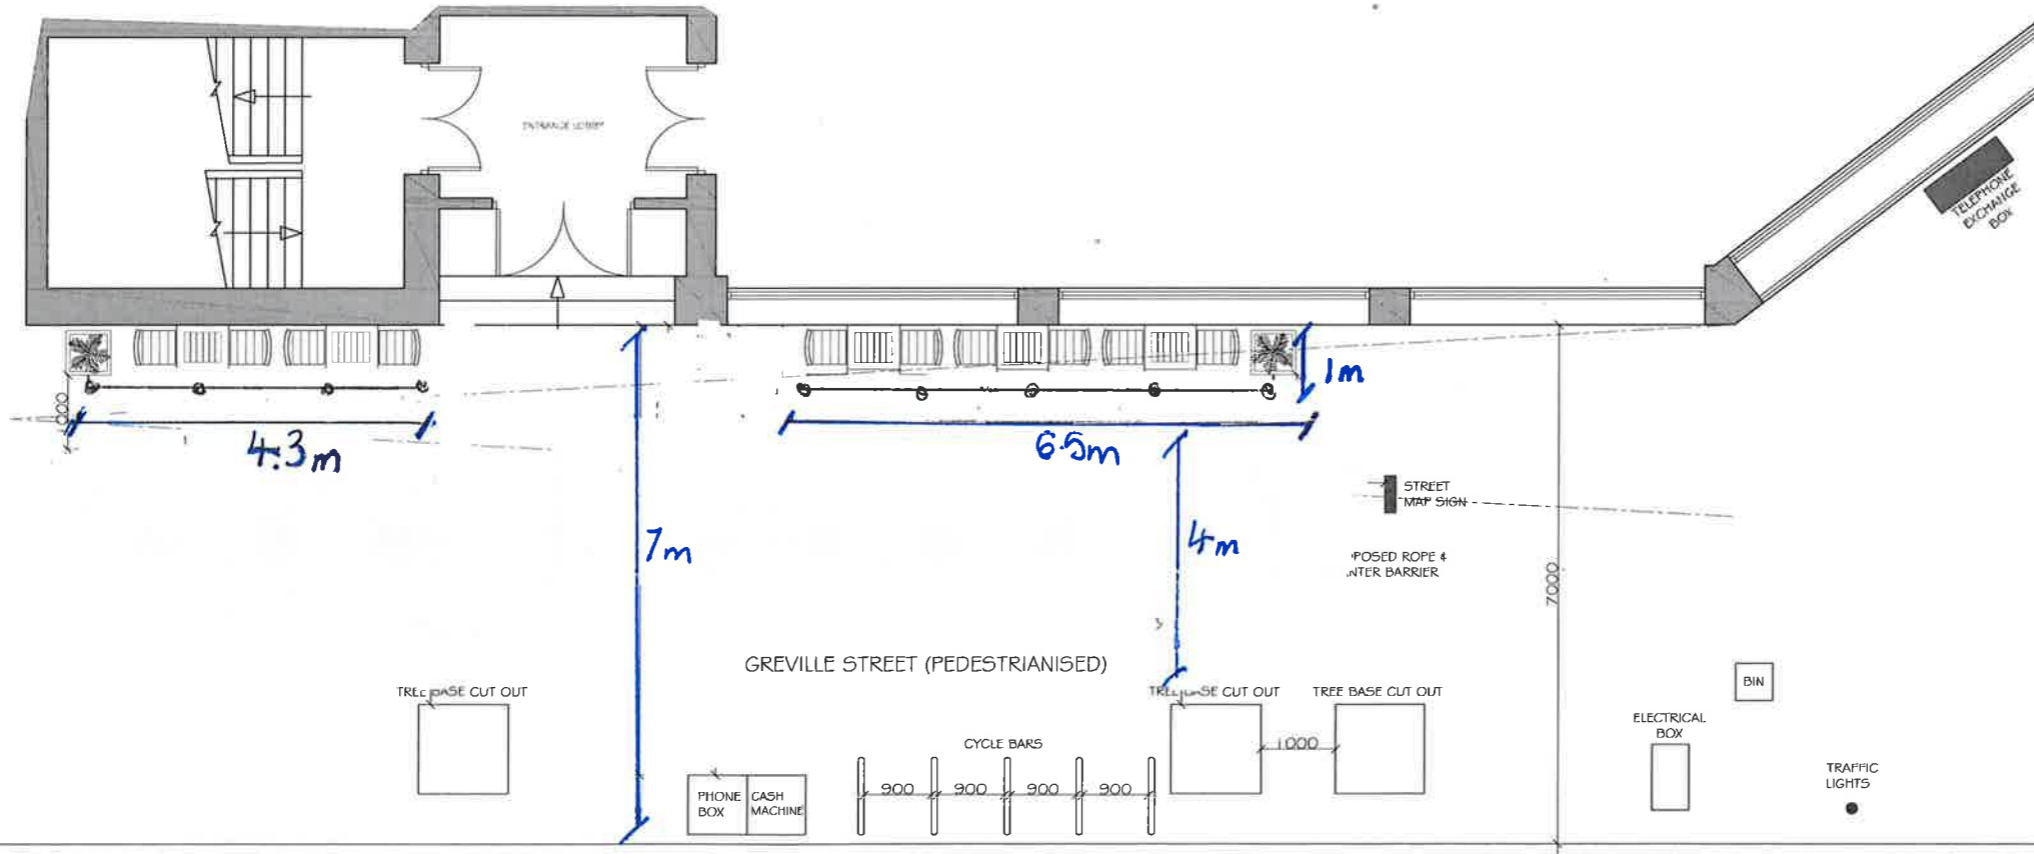 ENTRANCE LOBBY
TELEPHONE
EXCHANGE
BOX
1m
4.3m
6.5m
STREET
MAP SIGN
7m
4m
POSED ROPE &
NTER BARRIER
7000
GREVILLE STREET (PEDESTRIANISED)
TREE BASE CUT OUT
TREE BASE CUT OUT
TREE BASE CUT OUT
BIN
ELECTRICAL
BOX
CYCLE BARS
1000
TRAFFIC
LIGHTS
PHONE
BOX
CASH
MACHINE
900
900
900
900